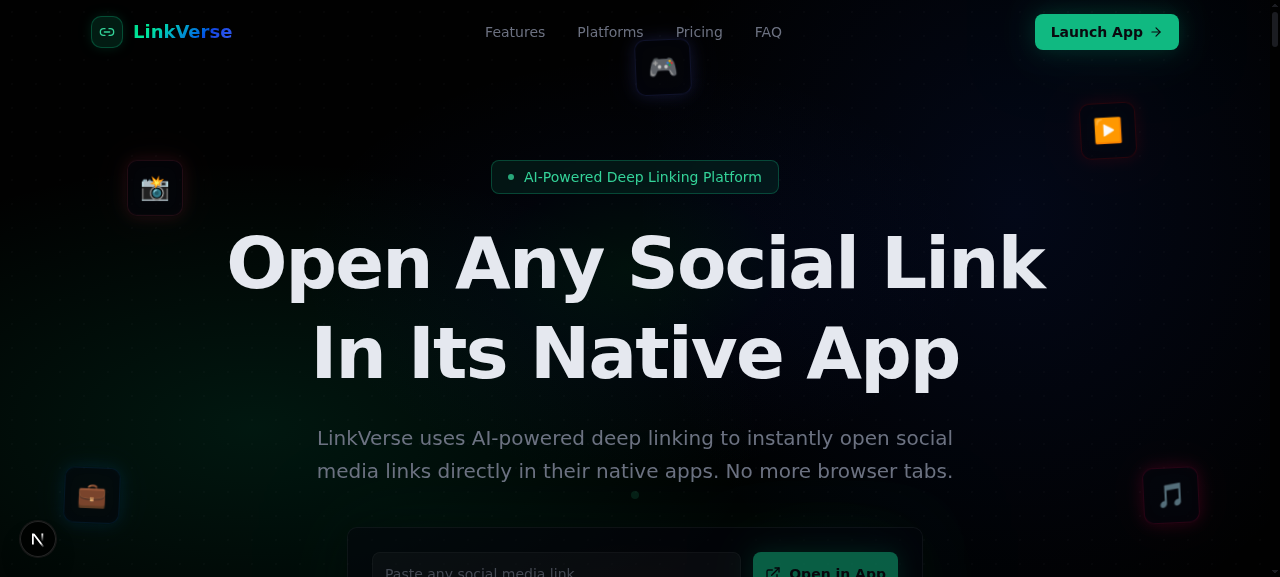 LinkVerse
Features
Platforms
Pricing
FAQ
Launch App
AI-Powered Deep Linking Platform
Open Any Social Link
In Its Native App
LinkVerse uses AI-powered deep linking to instantly open social
media links directly in their native apps. No more browser tabs.
N
Paste any social media link
Open in App